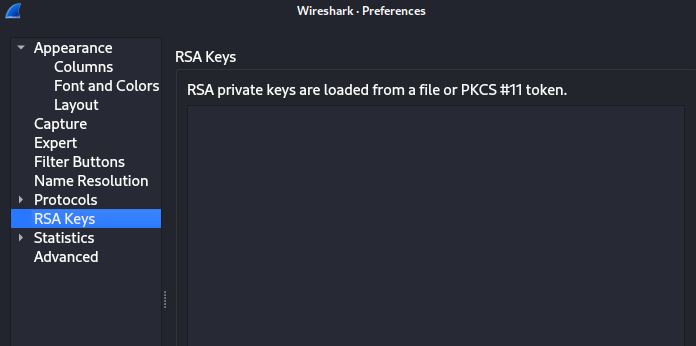 Wireshark · Preferences
Appearance
Columns
Font and Colors
Layout
Capture
Expert
Filter Buttons
Name Resolution
Protocols
RSA Keys
Statistics
Advanced
RSA Keys
RSA private keys are loaded from a file or PKCS #11 token.